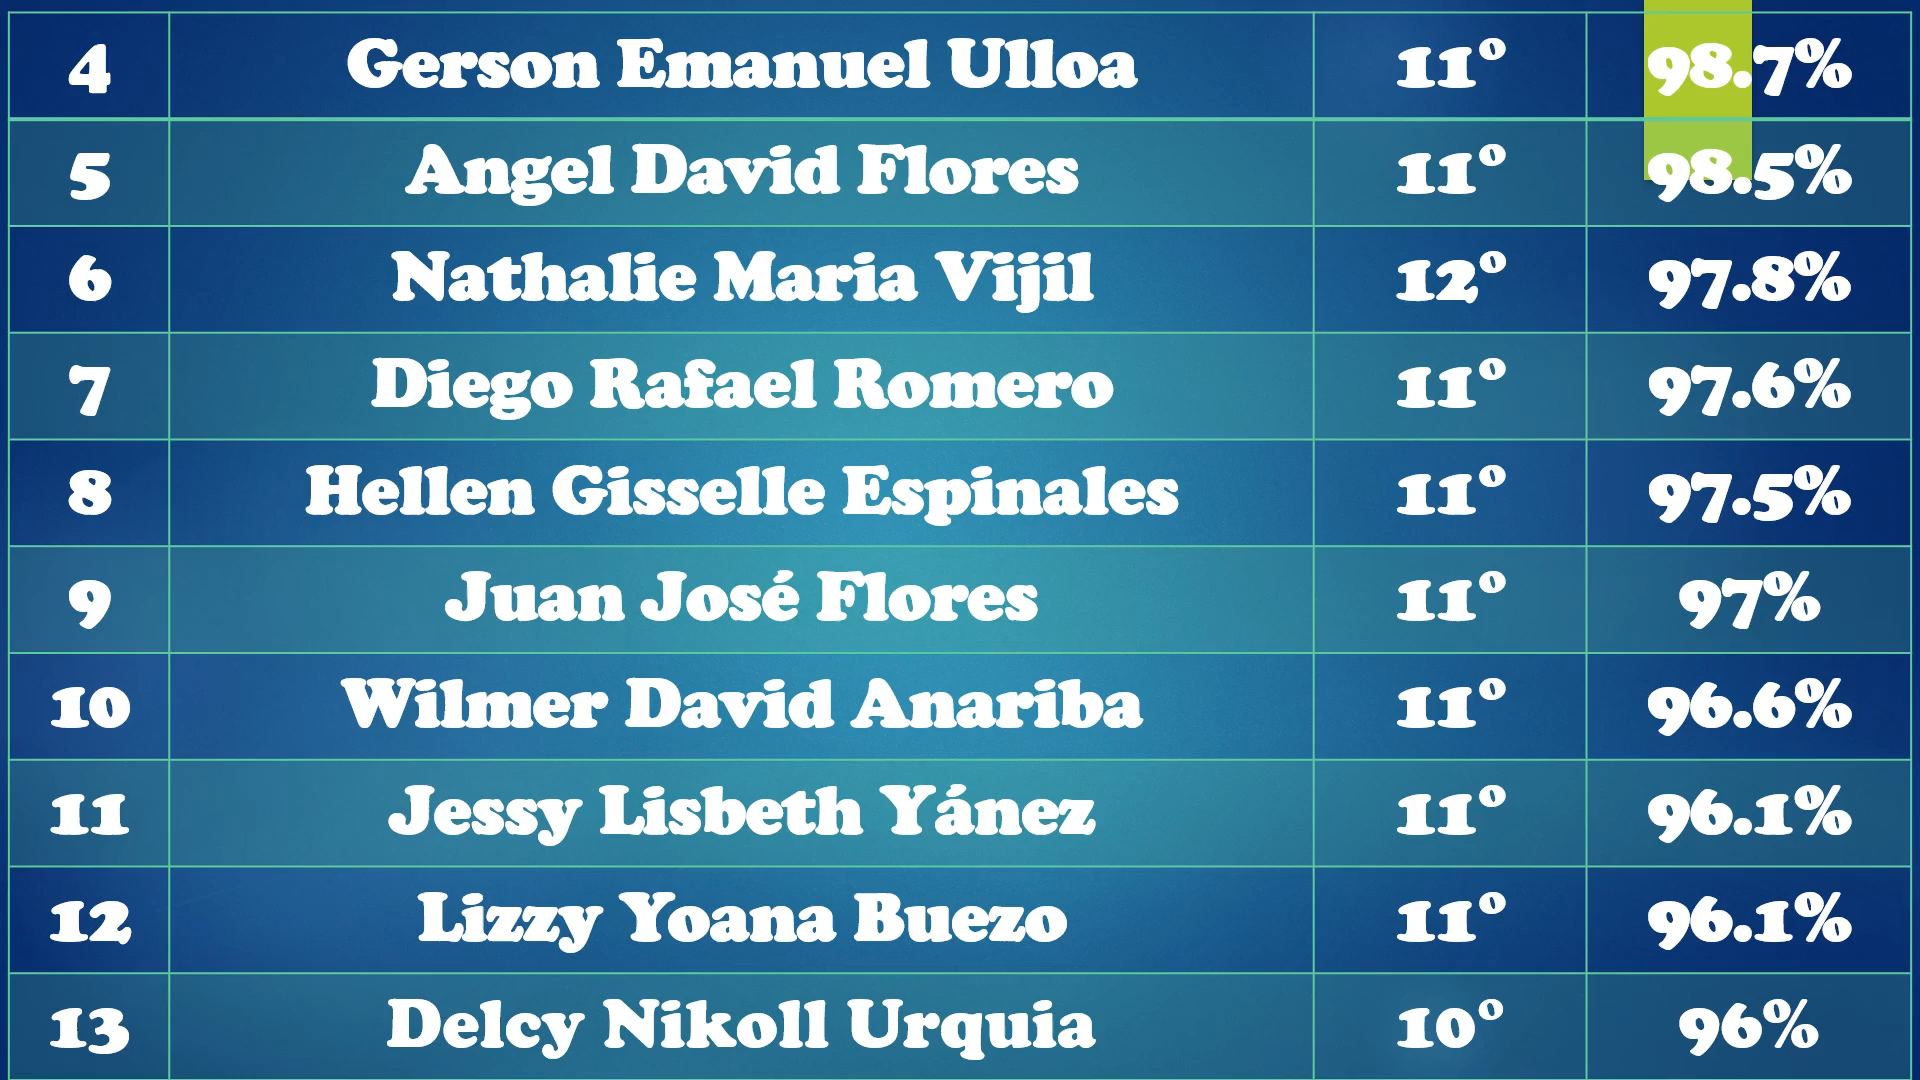 4 Gerson Emanuel Ulloa 11° 98.7%
5 Angel David Flores 11° 98.5%
6 Nathalie Maria Vijil 12° 97.8%
7 Diego Rafael Romero 11° 97.6%
8 Hellen Gisselle Espinales 11° 97.5%
9 Juan José Flores 11° 97%
10 Wilmer David Anariba 11° 96.6%
11 Jessy Lisbeth Yánez 11° 96.1%
12 Lizzy Yoana Buezo 11° 96.1%
13 Delcy Nikoll Urquia 10° 96%